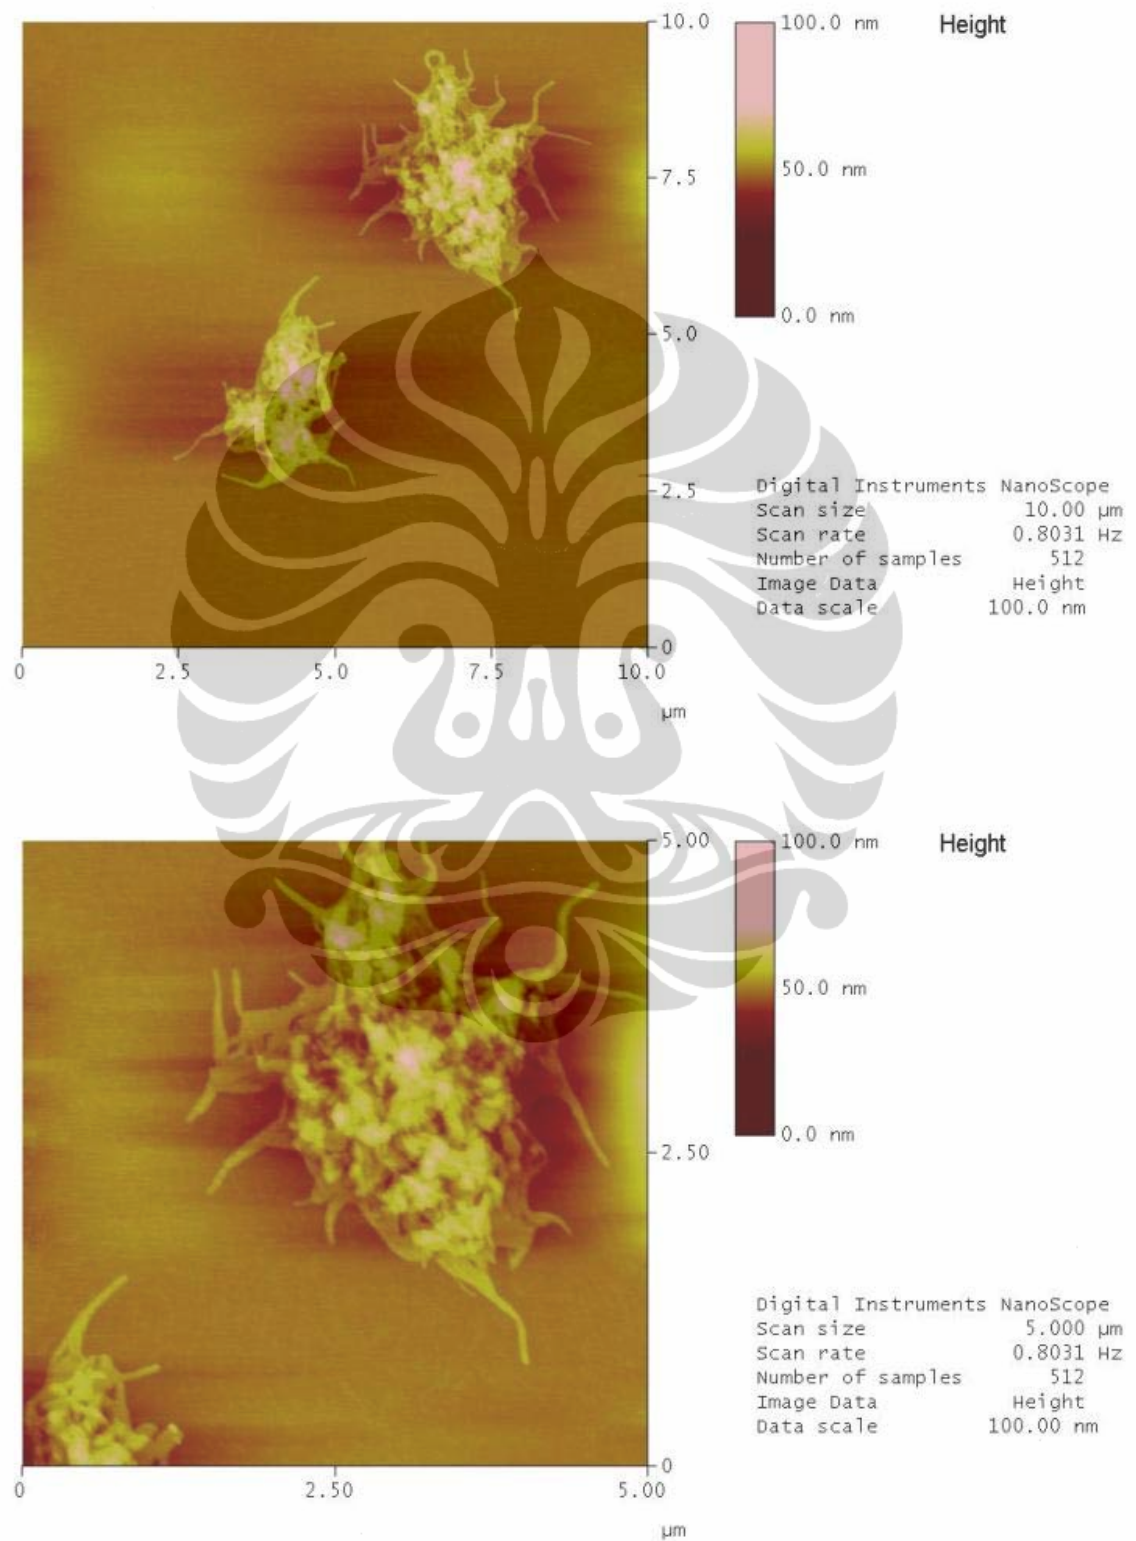 10.0
100.0 nm
Height
50.0 nm
7.5
0.0 nm
5.0
2.5
Digital Instruments NanoScope
Scan size 10.00 µm
Scan rate 0.8031 Hz
Number of samples 512
Image Data Height
Data scale 100.0 nm
0
0 2.5 5.0 7.5 10.0
µm
5.00
100.0 nm
Height
50.0 nm
0.0 nm
2.50
Digital Instruments NanoScope
Scan size 5.000 µm
Scan rate 0.8031 Hz
Number of samples 512
Image Data Height
Data scale 100.00 nm
0
0 2.50 5.00
µm